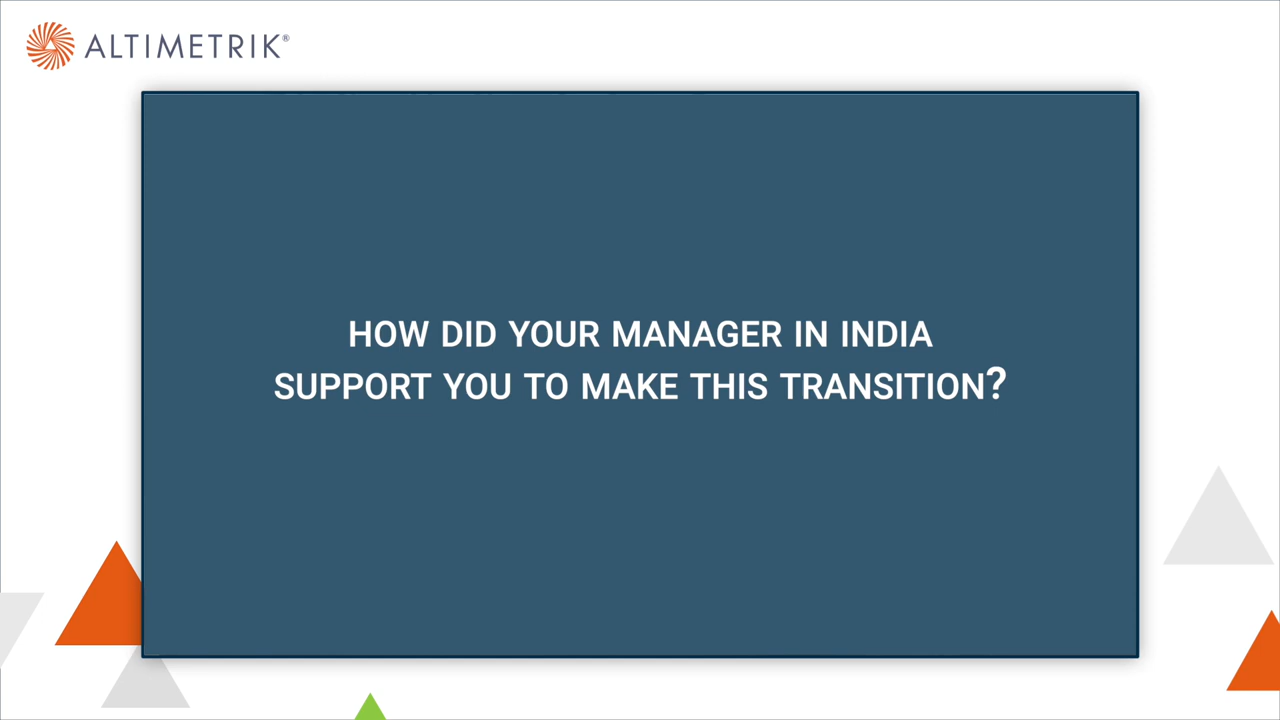 ALTIMETRIK®
HOW DID YOUR MANAGER IN INDIA
SUPPORT YOU TO MAKE THIS TRANSITION?